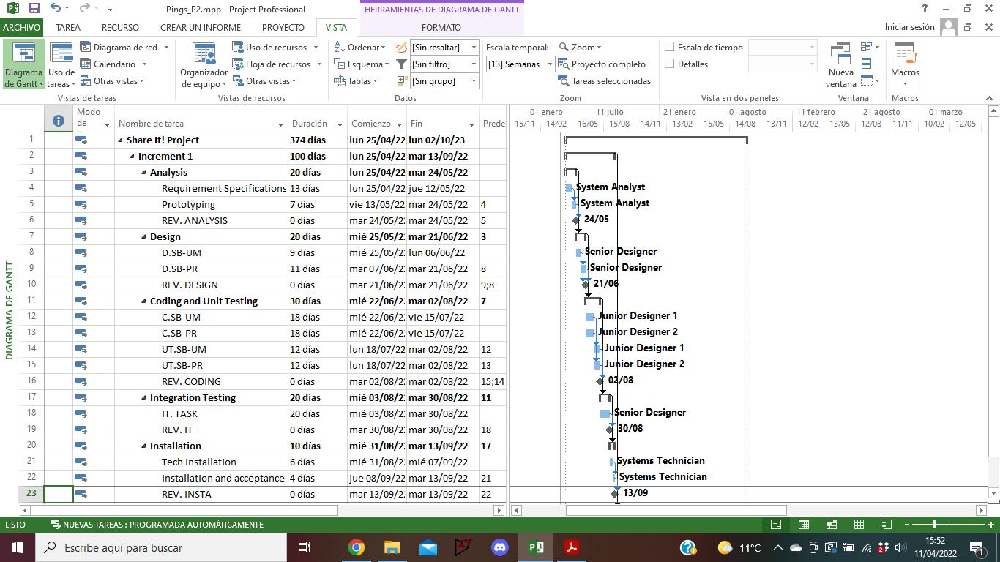 Pings_P2.mpp - Project Professional
HERRAMIENTAS DE DIAGRAMA DE GANTT
ARCHIVO TAREA RECURSO CREAR UN INFORME PROYECTO VISTA FORMATO Iniciar sesión
Diagrama de Gantt
Uso de tareas
Diagrama de red
Calendario
Otras vistas
Vistas de tareas
Organizador de equipo
Uso de recursos
Hoja de recursos
Otras vistas
Vistas de recursos
Ordenar
Esquema
Tablas
[Sin resaltar]
[Sin filtro]
[Sin grupo]
Datos
Escala temporal:
[13] Semanas
Zoom
Proyecto completo
Tareas seleccionadas
Zoom
Escala de tiempo
Detalles
Vista en dos paneles
Nueva ventana
Ventana
Macros
Macros
Modo de Nombre de tarea Duración Comienzo Fin Prede
01 enero 11 julio 21 enero 01 agosto 11 febrero 21 agosto 01 marzo
15/11 14/02 16/05 15/08 14/11 13/02 15/05 14/08 13/11 12/02 13/05 12/08 11/11 10/02 12/05
DIAGRAMA DE GANTT
1 Share It! Project 374 días lun 25/04/22 lun 02/10/23
2 Increment 1 100 días lun 25/04/22 mar 13/09/22
3 Analysis 20 días lun 25/04/22 mar 24/05/22
4 Requirement Specifications 13 días lun 25/04/22 jue 12/05/22 System Analyst
5 Prototyping 7 días vie 13/05/22 mar 24/05/22 4 System Analyst
6 REV. ANALYSIS 0 días mar 24/05/2 mar 24/05/22 5 24/05
7 Design 20 días mié 25/05/2 mar 21/06/22 3
8 D.SB-UM 9 días mié 25/05/2 lun 06/06/22 Senior Designer
9 D.SB-PR 11 días mar 07/06/2 mar 21/06/22 8 Senior Designer
10 REV. DESIGN 0 días mar 21/06/2 mar 21/06/22 9;8 21/06
11 Coding and Unit Testing 30 días mié 22/06/2 mar 02/08/22 7
12 C.SB-UM 18 días mié 22/06/2 vie 15/07/22 Junior Designer 1
13 C.SB-PR 18 días mié 22/06/2 vie 15/07/22 Junior Designer 2
14 UT.SB-UM 12 días lun 18/07/22 mar 02/08/22 12 Junior Designer 1
15 UT.SB-PR 12 días lun 18/07/22 mar 02/08/22 13 Junior Designer 2
16 REV. CODING 0 días mar 02/08/2 mar 02/08/22 15;14 02/08
17 Integration Testing 20 días mié 03/08/2 mar 30/08/22 11
18 IT. TASK 20 días mié 03/08/2 mar 30/08/22 Senior Designer
19 REV. IT 0 días mar 30/08/2 mar 30/08/22 18 30/08
20 Installation 10 días mié 31/08/2 mar 13/09/22 17
21 Tech installation 6 días mié 31/08/2 mié 07/09/22 Systems Technician
22 Installation and acceptance 4 días jue 08/09/22 mar 13/09/22 21 Systems Technician
23 REV. INSTA 0 días mar 13/09/2 mar 13/09/22 22 13/09
LISTO NUEVAS TAREAS : PROGRAMADA AUTOMÁTICAMENTE
Escribe aquí para buscar
11°C
15:52
11/04/2022
1